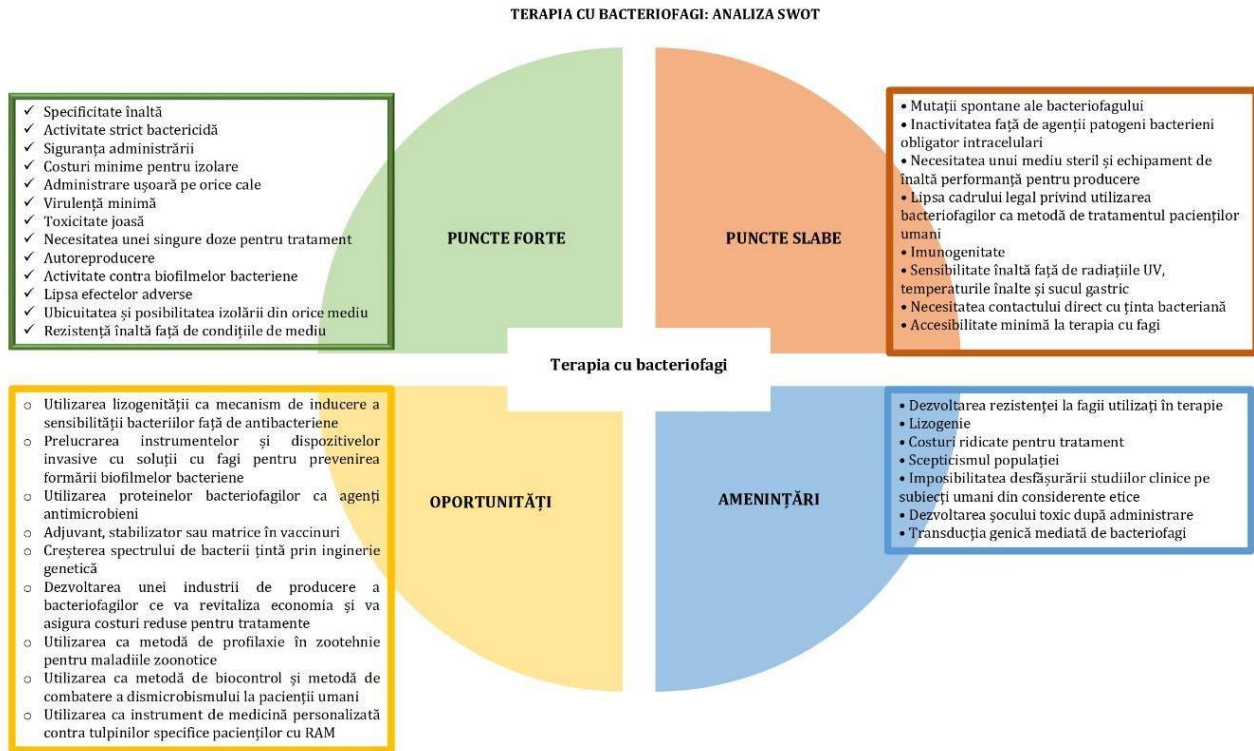 TERAPIA CU BACTERIOFAGI: ANALIZA SWOT
✓ Specificitate înaltă
✓ Activitate strict bactericidă
✓ Siguranța administrării
✓ Costuri minime pentru izolare
✓ Administrare ușoară pe orice cale
✓ Virulență minimă
✓ Toxicitate joasă
✓ Necesitatea unei singure doze pentru tratament
✓ Autoreproducere
✓ Activitate contra biofilmelor bacteriene
✓ Lipsa efectelor adverse
✓ Ubicuitatea și posibilitatea izolării din orice mediu
✓ Rezistență înaltă față de condițiile de mediu
PUNCTE FORTE
PUNCTE SLABE
• Mutații spontane ale bacteriofagului
• Inactivitatea față de agenții patogeni bacterieni
obligator intracelulari
• Necesitatea unui mediu steril și echipament de
înaltă performanță pentru producere
• Lipsa cadrului legal privind utilizarea
bacteriofagilor ca metodă de tratamentul pacienților
umani
• Imunogenitate
• Sensibilitate înaltă față de radiațiile UV,
temperaturile înalte și sucul gastric
• Necesitatea contactului direct cu ținta bacteriană
• Accesibilitate minimă la terapia cu fagi
Terapia cu bacteriofagi
o Utilizarea lizogenității ca mecanism de inducere a
sensibilității bacteriilor față de antibacteriene
o Prelucrarea instrumentelor și dispozitivelor
invasive cu soluții cu fagi pentru prevenirea
formării biofilmelor bacteriene
o Utilizarea proteinelor bacteriofagilor ca agenți
antimicrobieni
o Adjuvant, stabilizator sau matrice în vaccinuri
o Creșterea spectrului de bacterii țintă prin inginerie
genetică
o Dezvoltarea unei industrii de producere a
bacteriofagilor ce va revitaliza economia și va
asigura costuri reduse pentru tratamente
o Utilizarea ca metodă de profilaxie în zootehnie
pentru maladiile zoonotice
o Utilizarea ca metodă de biocontrol și metodă de
combatere a dismicrobismului la pacienții umani
o Utilizarea ca instrument de medicină personalizată
contra tulpinilor specifice pacienților cu RAM
OPORTUNITĂȚI
AMENINȚĂRI
• Dezvoltarea rezistenței la fagii utilizați în terapie
• Lizogenie
• Costuri ridicate pentru tratament
• Scepticismul populației
• Imposibilitatea desfășurării studiilor clinice pe
subiecți umani din considerente etice
• Dezvoltarea șocului toxic după administrare
• Transducția genică mediată de bacteriofagi